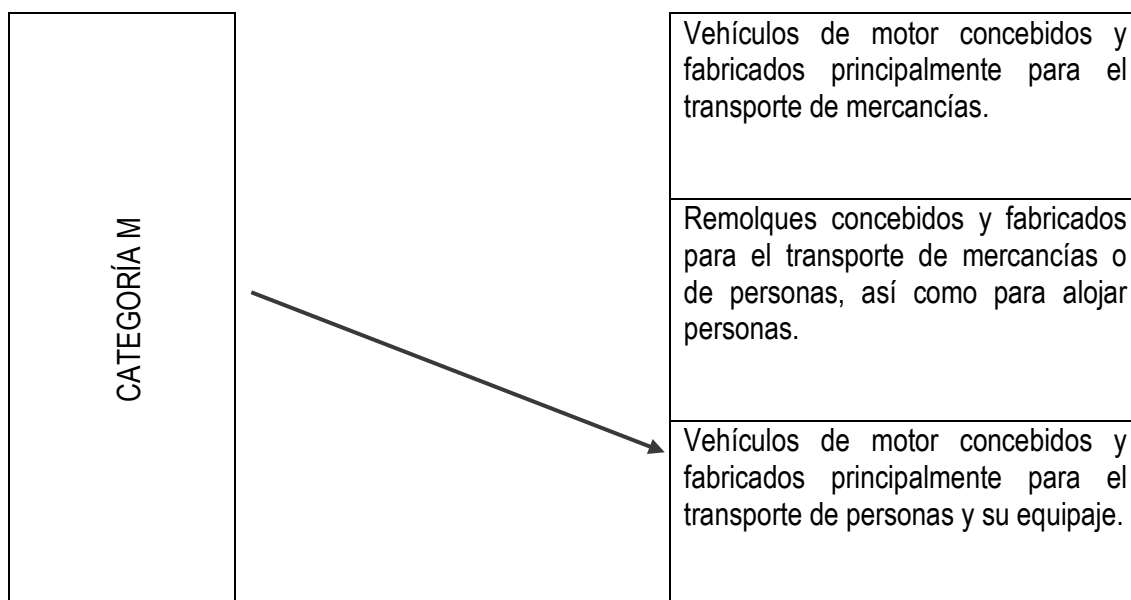 CATEGORÍA M
Vehículos de motor concebidos y
fabricados principalmente para el
transporte de mercancías.
Remolques concebidos y fabricados
para el transporte de mercancías o
de personas, así como para alojar
personas.
Vehículos de motor concebidos y
fabricados principalmente para el
transporte de personas y su equipaje.